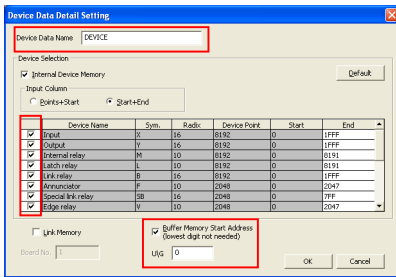 Device Data Detail Setting
Device Data Name DEVICE
Device Selection
Internal Device Memory Default
Input Column
Points+Start Start+End
Device Name Sym. Radix Device Point Start End
Input X 16 8192 0 1FFF
Output Y 16 8192 0 1FFF
Internal relay M 10 8192 0 8191
Latch relay L 10 8192 0 8191
Link relay B 16 8192 0 1FFF
Annunciator F 10 2048 0 2047
Special link relay SB 16 2048 0 7FF
Edge relay V 10 2048 0 2047
Link Memory Buffer Memory Start Address
(lowest digit not needed)
Board No. 1 U\G 0
OK Cancel